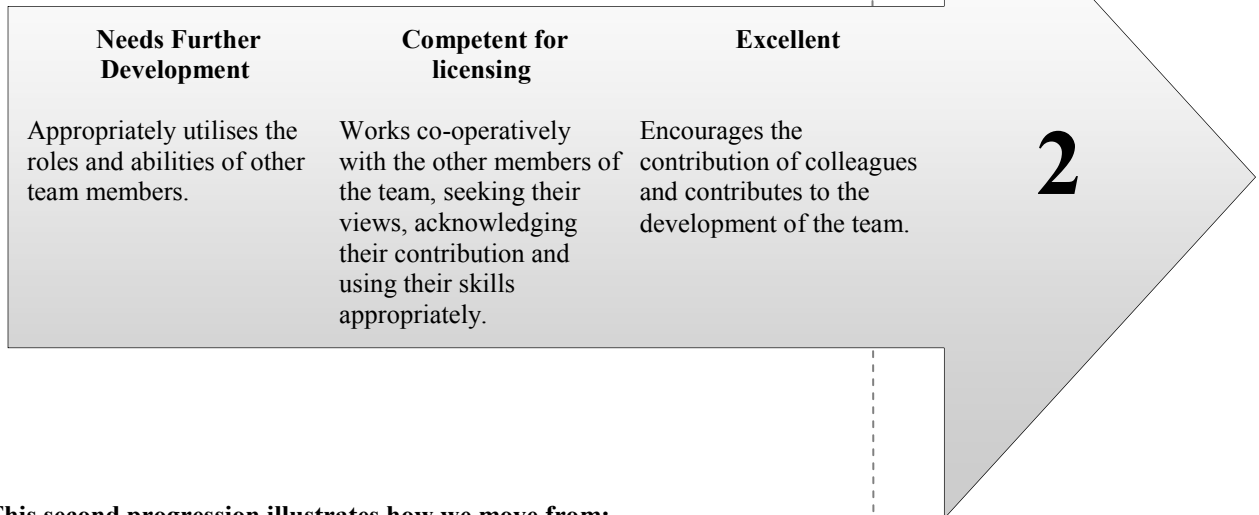 Needs Further
Development
Appropriately utilises the
roles and abilities of other
team members.
Competent for
licensing
Works co-operatively
with the other members of
the team, seeking their
views, acknowledging
their contribution and
using their skills
appropriately.
Excellent
Encourages the
contribution of colleagues
and contributes to the
development of the team.
2
This second progression illustrates how we move from: